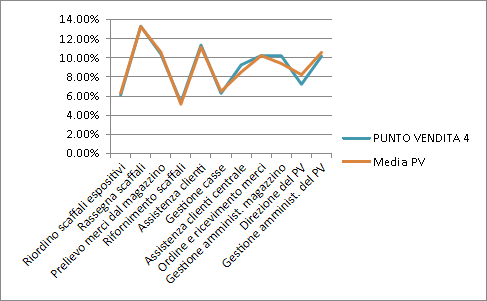 14.00%
12.00%
10.00%
8.00%
6.00%
4.00%
2.00%
0.00%
Riordino scaffali espositivi
Rassegna scaffali
Prelievo merci dal magazzino
Rifornimento scaffali
Assistenza clienti
Gestione casse
Assistenza clienti centrale
Ordine e ricevimento merci
Gestione amminist. magazzino
Direzione del PV
Gestione amminist. del PV
PUNTO VENDITA 4
Media PV